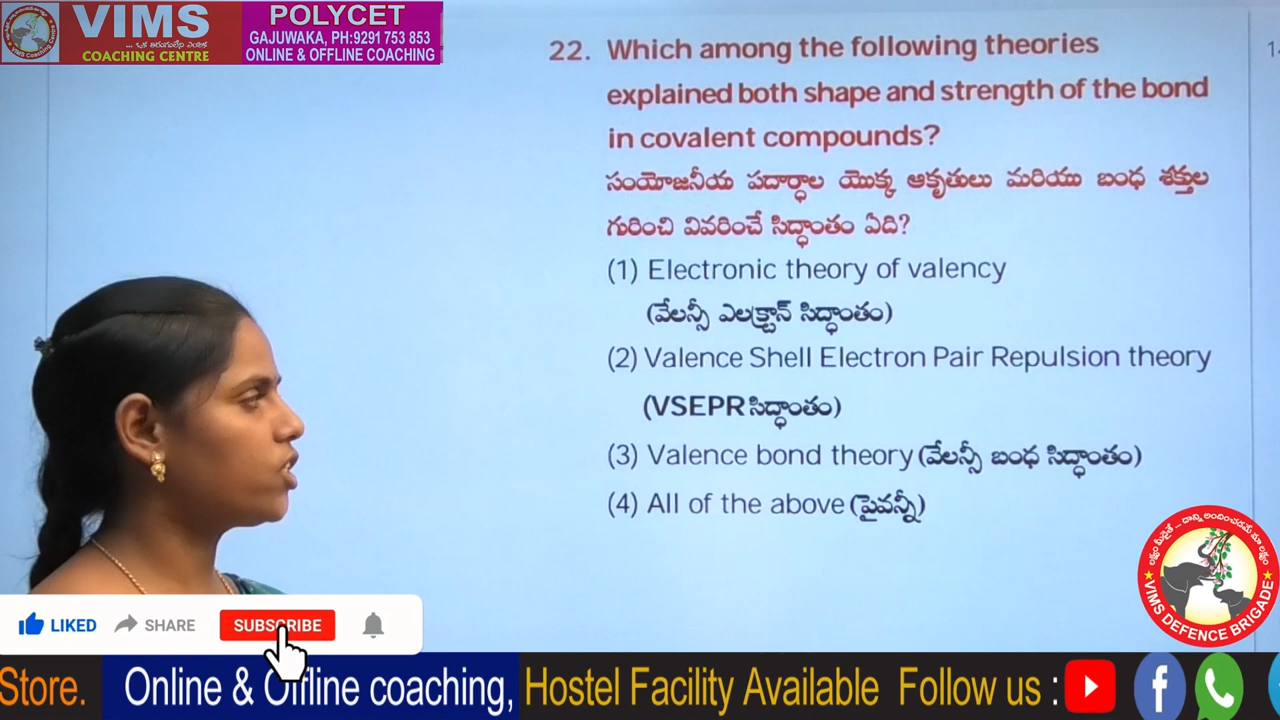 VIMS
... ఒక తిరుగులేని ఎంపిక
COACHING CENTRE
POLYCET
GAJUWAKA, PH:9291 753 853
ONLINE & OFFLINE COACHING
22. Which among the following theories
explained both shape and strength of the bond
in covalent compounds?
సంయోజనీయ పదార్ధాల యొక్క ఆకృతులు మరియు బంధ శక్తుల
గురించి వివరించే సిద్ధాంతం ఏది?
(1) Electronic theory of valency
(వేలన్సీ ఎలక్ట్రాన్ సిద్ధాంతం)
(2) Valence Shell Electron Pair Repulsion theory
(VSEPR సిద్ధాంతం)
(3) Valence bond theory (వేలన్సీ బంధ సిద్ధాంతం)
(4) All of the above (పైవన్నీ)
VIMS DEFENCE BRIGADE
LIKED SHARE SUBSCRIBE
Store. Online & Offline coaching, Hostel Facility Available Follow us :